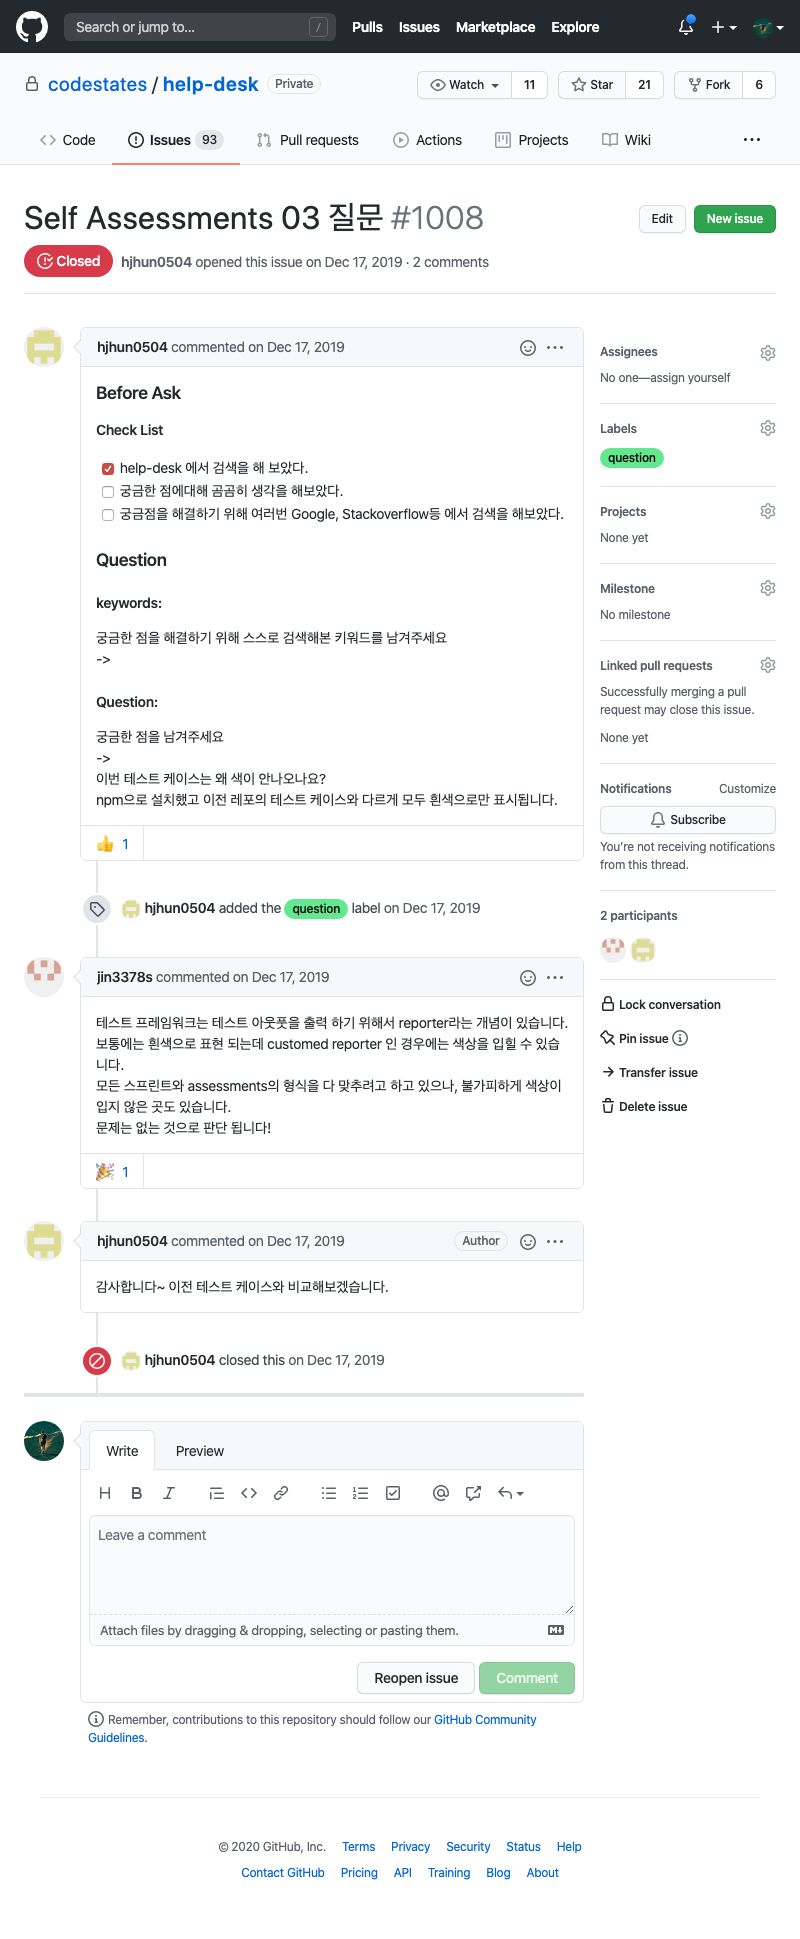 Search or jump to... /
Pulls Issues Marketplace Explore
codestates / help-desk Private
Watch 11 Star 21 Fork 6
Code Issues 93 Pull requests Actions Projects Wiki ...
Self Assessments 03 질문 #1008
Edit New issue
Closed hjhun0504 opened this issue on Dec 17, 2019 · 2 comments
hjhun0504 commented on Dec 17, 2019
Before Ask
Check List
help-desk 에서 검색을 해 보았다.
궁금한 점에대해 곰곰히 생각을 해보았다.
궁금점을 해결하기 위해 여러번 Google, Stackoverflow등 에서 검색을 해보았다.
Question
keywords:
궁금한 점을 해결하기 위해 스스로 검색해본 키워드를 남겨주세요
->
Question:
궁금한 점을 남겨주세요
->
이번 테스트 케이스는 왜 색이 안나오나요?
npm으로 설치했고 이전 레포의 테스트 케이스와 다르게 모두 흰색으로만 표시됩니다.
👍 1
hjhun0504 added the question label on Dec 17, 2019
jin3378s commented on Dec 17, 2019
테스트 프레임워크는 테스트 아웃풋을 출력 하기 위해서 reporter라는 개념이 있습니다.
보통에는 흰색으로 표현 되는데 customed reporter 인 경우에는 색상을 입힐 수 있습
니다.
모든 스프린트와 assessments의 형식을 다 맞추려고 하고 있으나, 불가피하게 색상이
입지 않은 곳도 있습니다.
문제는 없는 것으로 판단 됩니다!
🎉 1
hjhun0504 commented on Dec 17, 2019 Author
감사합니다~ 이전 테스트 케이스와 비교해보겠습니다.
hjhun0504 closed this on Dec 17, 2019
Write Preview
H B I
Leave a comment
Attach files by dragging & dropping, selecting or pasting them.
Reopen issue Comment
Remember, contributions to this repository should follow our GitHub Community
Guidelines.
Assignees
No one—assign yourself
Labels
question
Projects
None yet
Milestone
No milestone
Linked pull requests
Successfully merging a pull
request may close this issue.
None yet
Notifications Customize
Subscribe
You're not receiving notifications
from this thread.
2 participants
Lock conversation
Pin issue
Transfer issue
Delete issue
© 2020 GitHub, Inc. Terms Privacy Security Status Help
Contact GitHub Pricing API Training Blog About